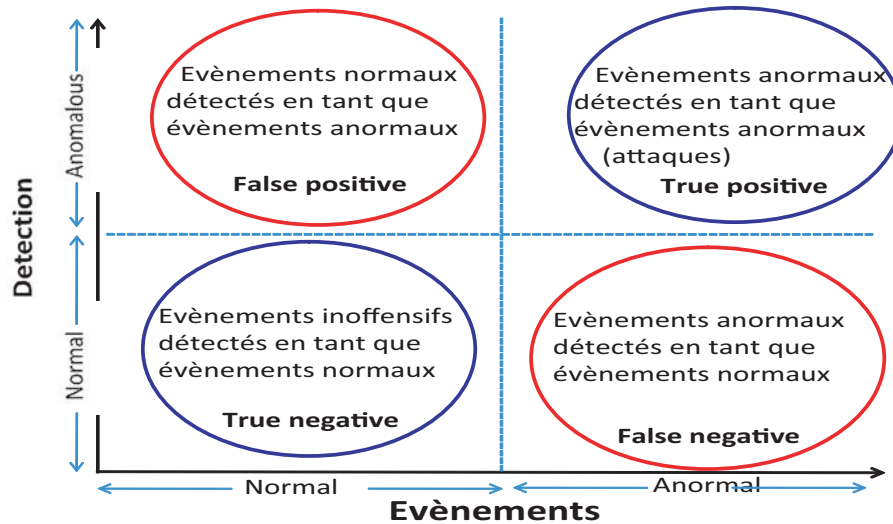 Detection
Anomalous
Normal
Evènements normaux
détectés en tant que
évènements anormaux
False positive
Evènements anormaux
détectés en tant que
évènements anormaux
(attaques)
True positive
Evènements inoffensifs
détectés en tant que
évènements normaux
True negative
Evènements anormaux
détectés en tant que
évènements normaux
False negative
Normal
Anormal
Evènements